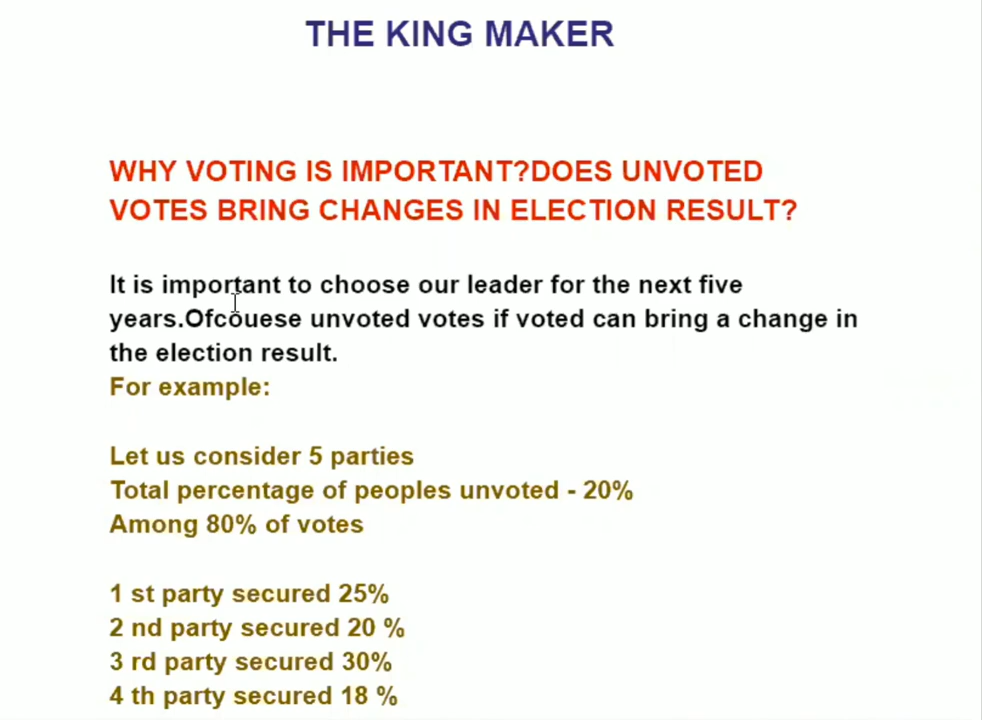 THE KING MAKER
WHY VOTING IS IMPORTANT?DOES UNVOTED
VOTES BRING CHANGES IN ELECTION RESULT?
It is important to choose our leader for the next five
years.Ofcouese unvoted votes if voted can bring a change in
the election result.
For example:
Let us consider 5 parties
Total percentage of peoples unvoted - 20%
Among 80% of votes
1 st party secured 25%
2 nd party secured 20 %
3 rd party secured 30%
4 th party secured 18 %